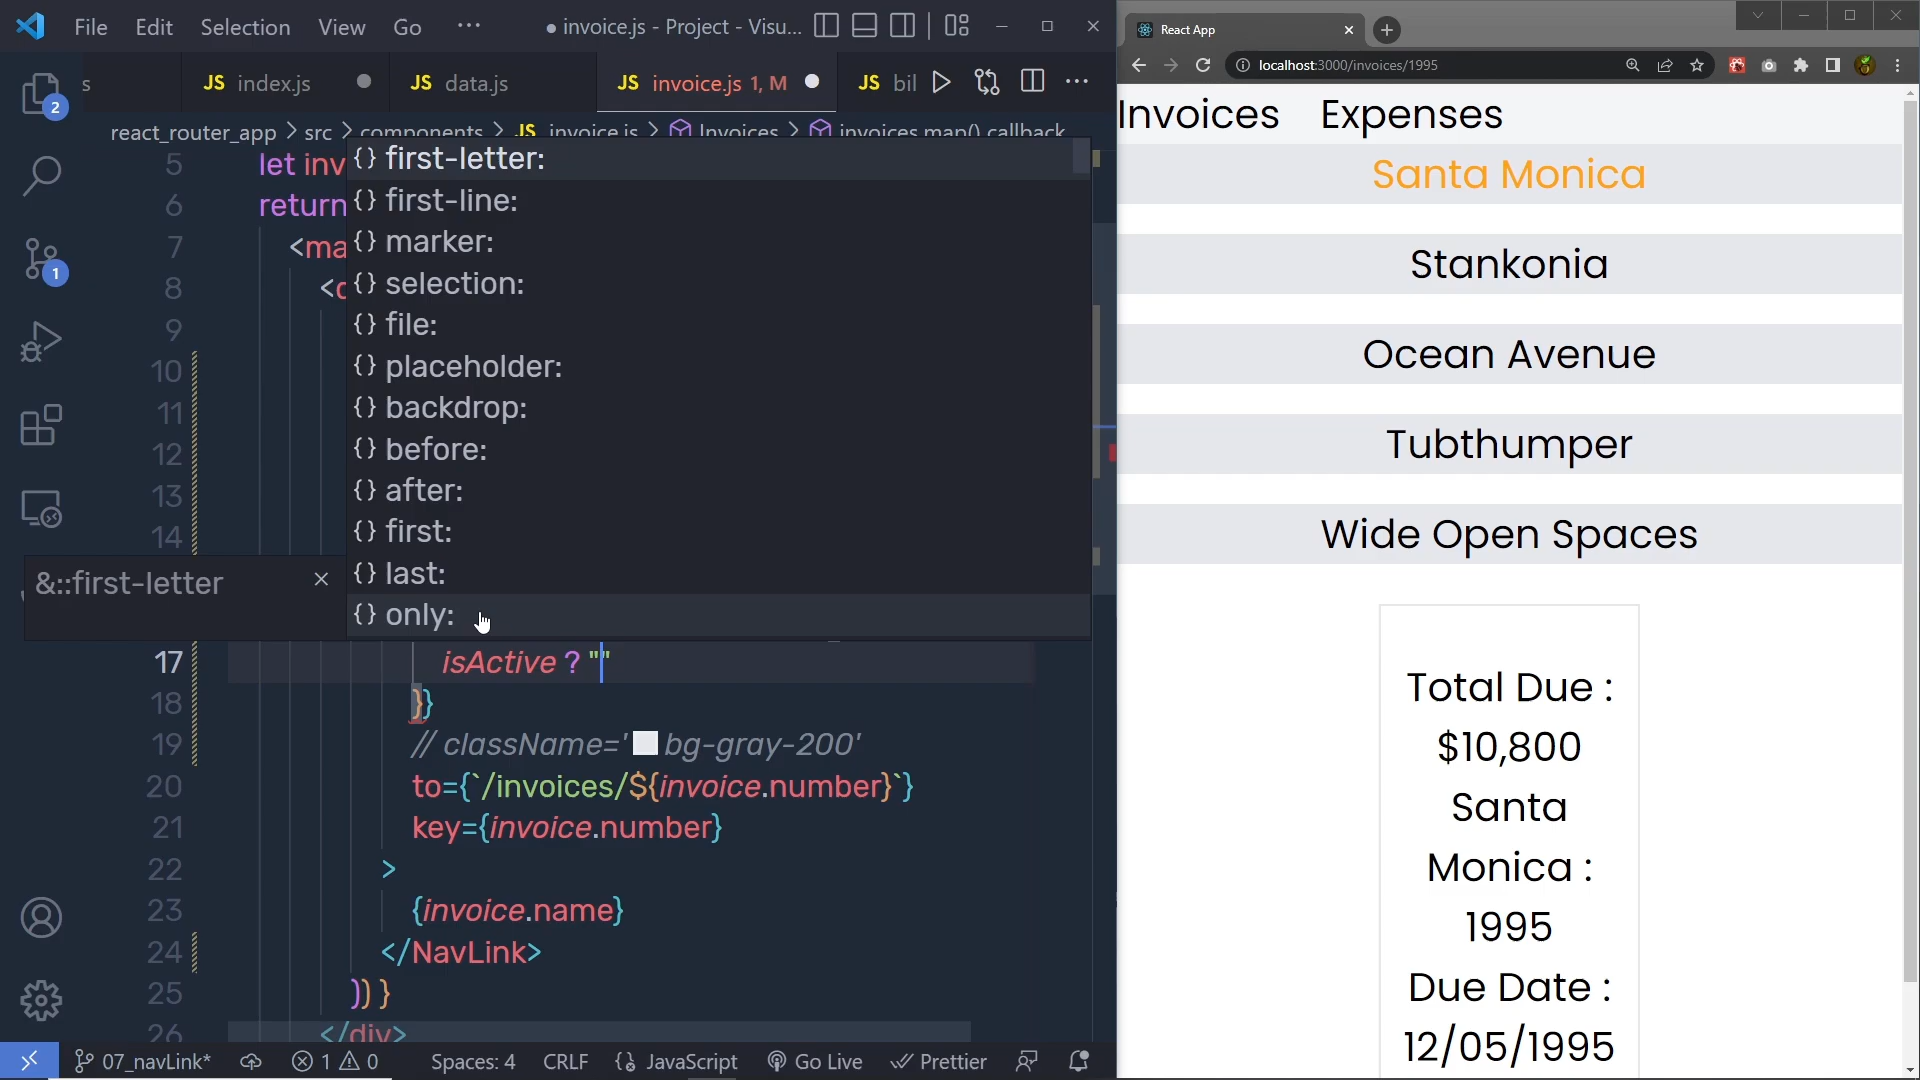 File Edit Selection View Go ··· ● invoice.js - Project - Visu...
s JS index.js JS data.js JS invoice.js 1, M JS bil
react_router_app > src > components > JS invoice.js > Invoices > invoices.map() callback
5 let inv
6 return
7 <ma
8 <d
9
10
11
12
13
14
{} first-letter:
{} first-line:
{} marker:
{} selection:
{} file:
{} placeholder:
{} backdrop:
{} before:
{} after:
{} first:
{} last:
{} only:
&::first-letter ×
17 isActive ? ""
18 }}
19 // className='bg-gray-200'
20 to={`/invoices/${invoice.number}`}
21 key={invoice.number}
22 >
23 {invoice.name}
24 </NavLink>
25 )) }
26 </div>
2
1
07_navLink* 1 0 Spaces: 4 CRLF {} JavaScript Go Live Prettier
React App
localhost:3000/invoices/1995
Invoices Expenses
Santa Monica
Stankonia
Ocean Avenue
Tubthumper
Wide Open Spaces
Total Due :
$10,800
Santa
Monica :
1995
Due Date :
12/05/1995